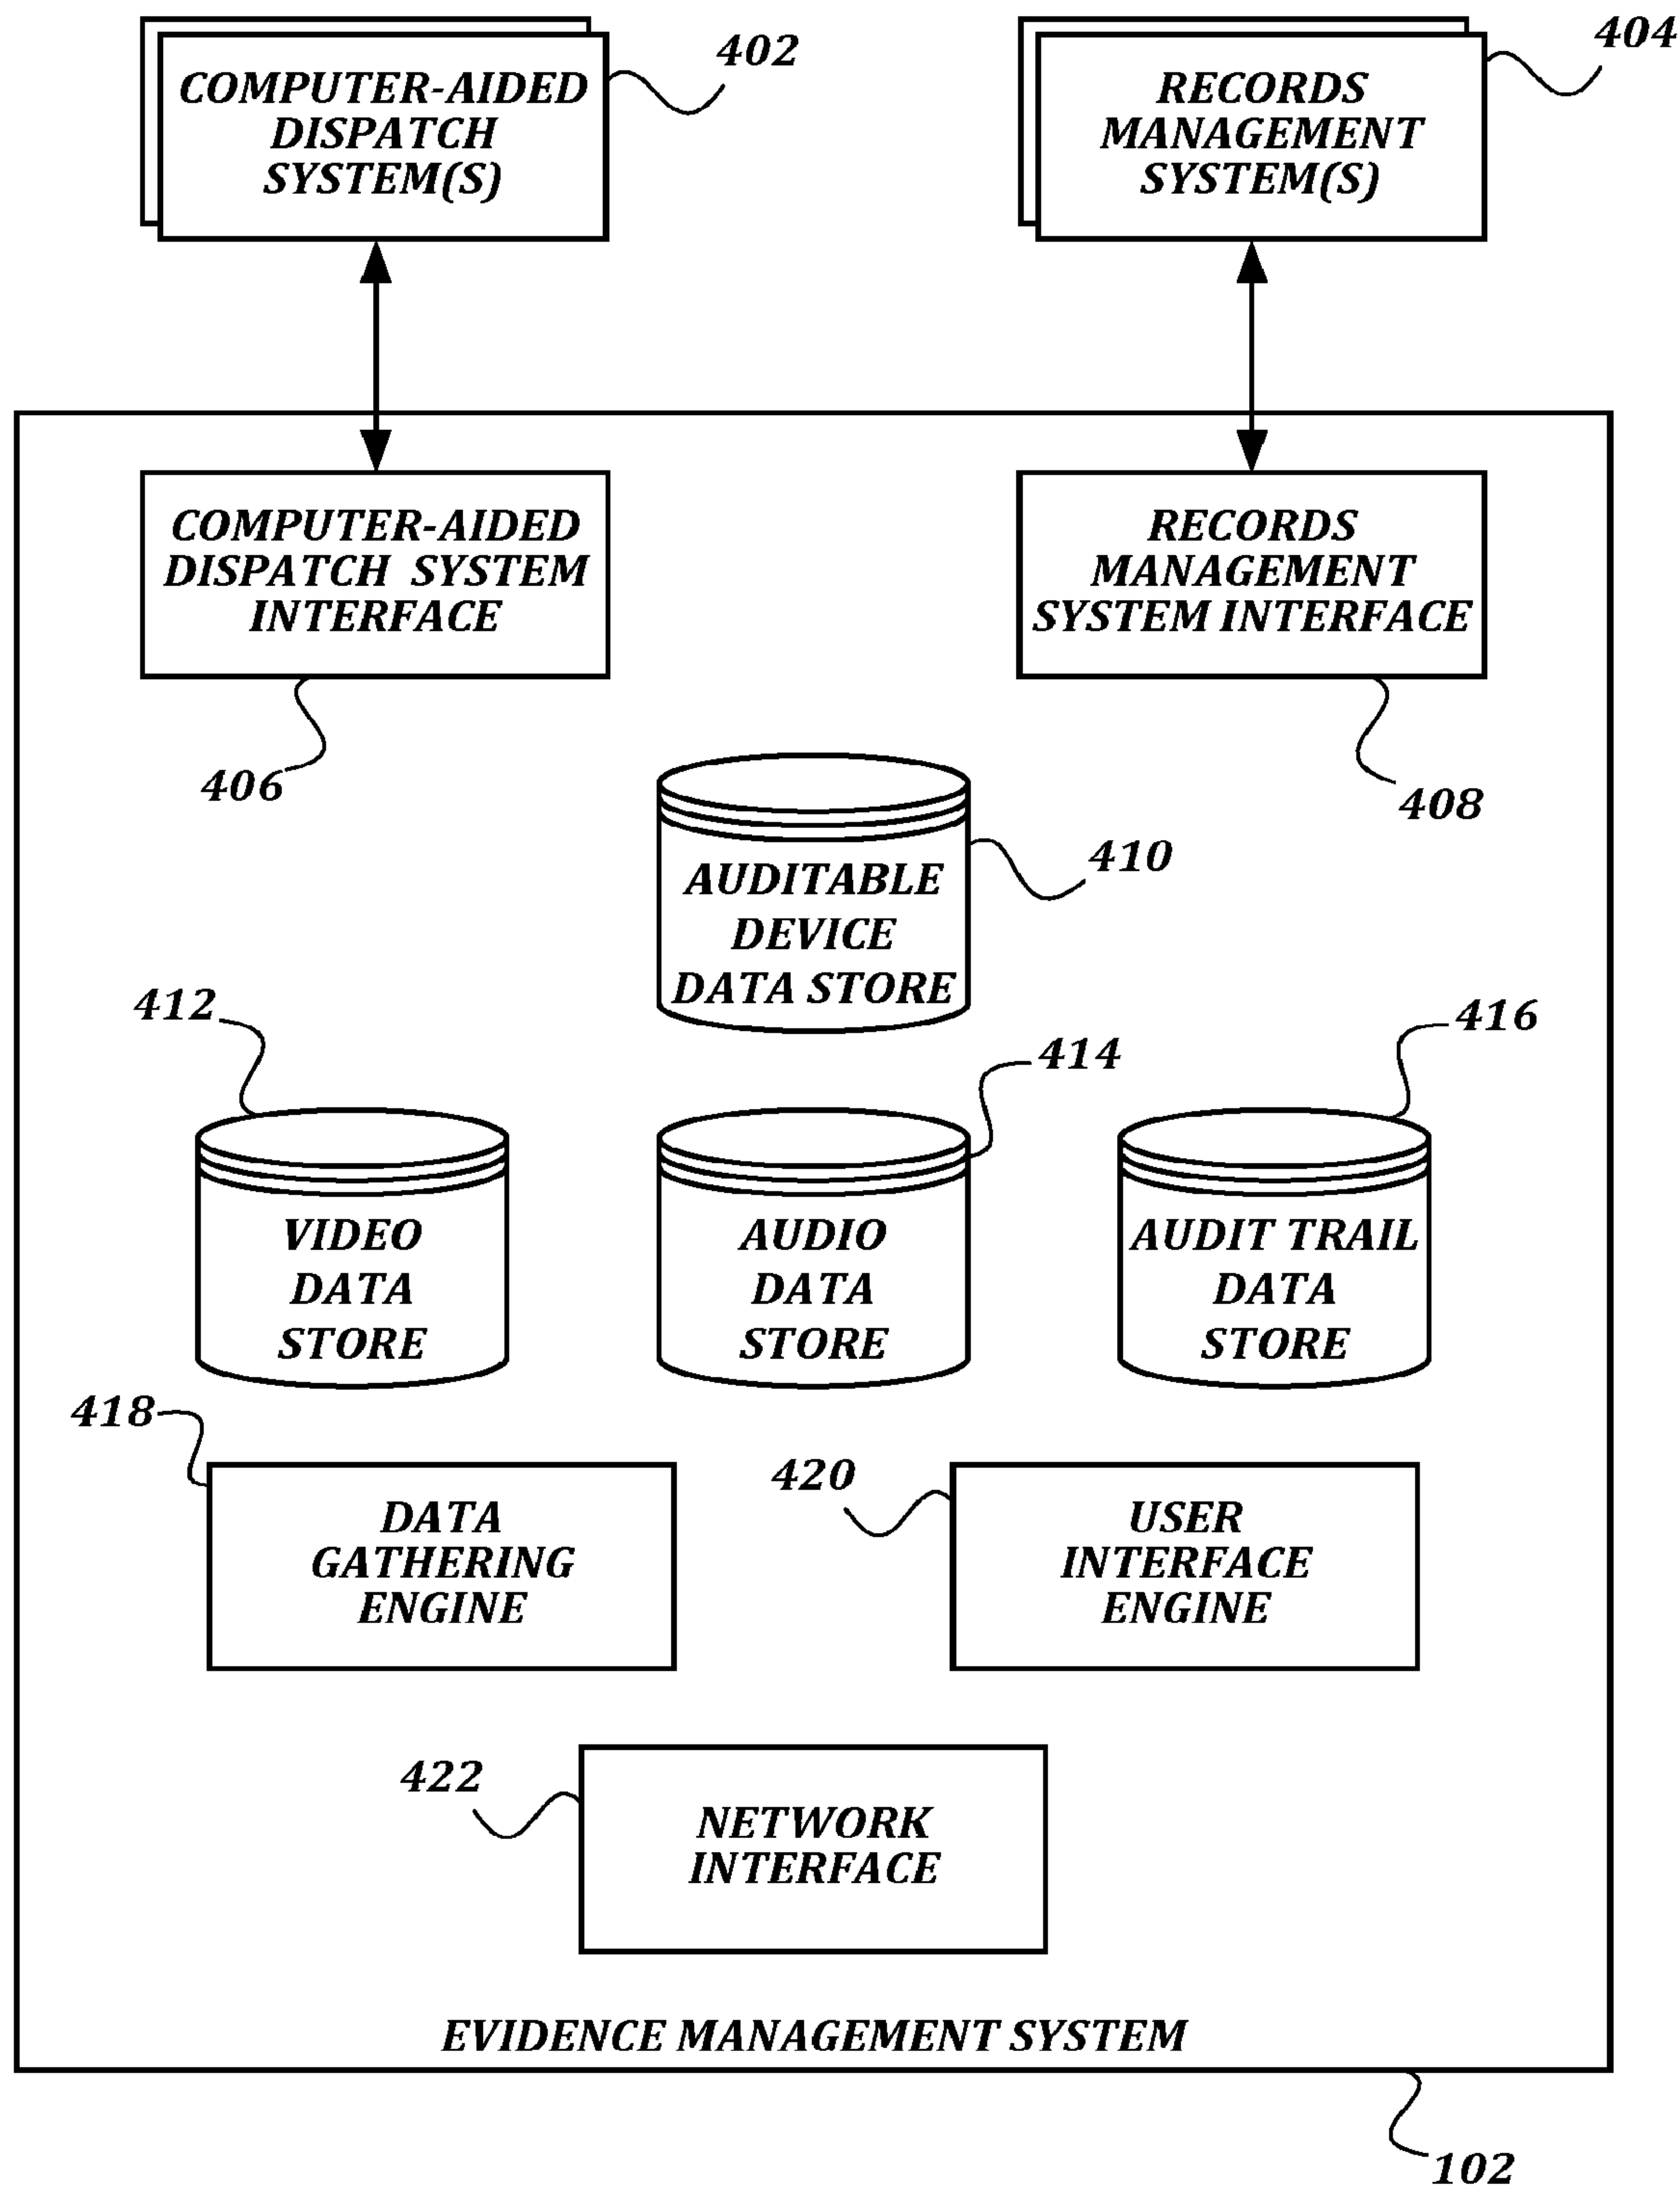 402
COMPUTER-AIDED
DISPATCH
SYSTEM(S)
404
RECORDS
MANAGEMENT
SYSTEM(S)
COMPUTER-AIDED
DISPATCH SYSTEM
INTERFACE
406
RECORDS
MANAGEMENT
SYSTEM INTERFACE
408
410
AUDITABLE
DEVICE
DATA STORE
412
VIDEO
DATA
STORE
414
AUDIO
DATA
STORE
416
AUDIT TRAIL
DATA
STORE
418
DATA
GATHERING
ENGINE
420
USER
INTERFACE
ENGINE
422
NETWORK
INTERFACE
EVIDENCE MANAGEMENT SYSTEM
102